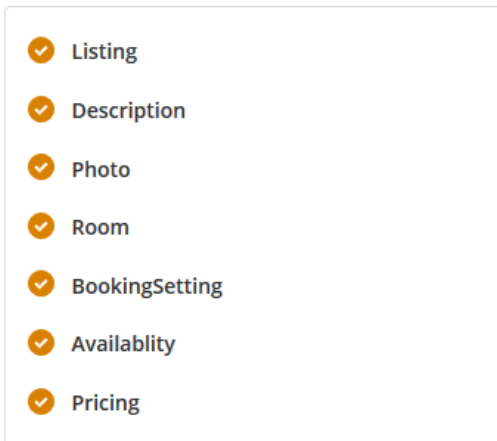 Listing
Description
Photo
Room
BookingSetting
Availablity
Pricing